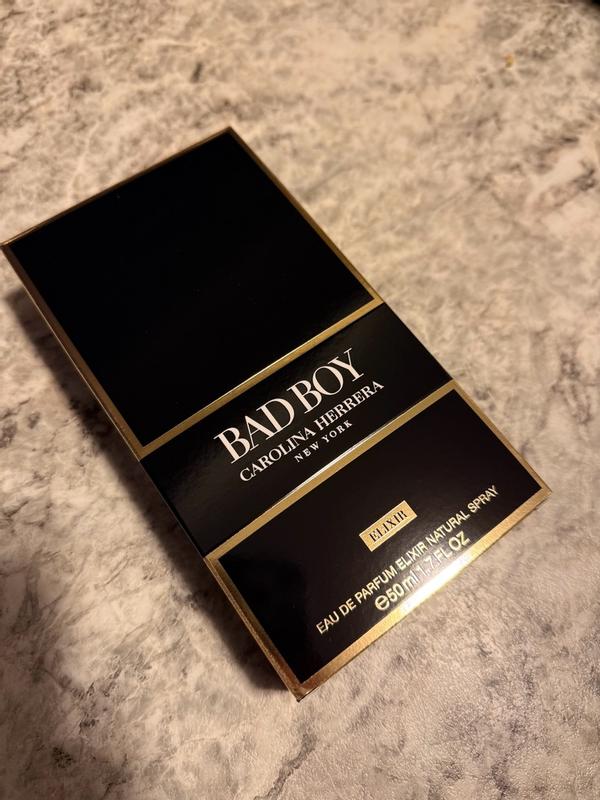 BAD BOY
CAROLINA HERRERA
NEW YORK
ELIXIR
EAU DE PARFUM ELIXIR NATURAL SPRAY
℮50 ml 1.7 FL OZ